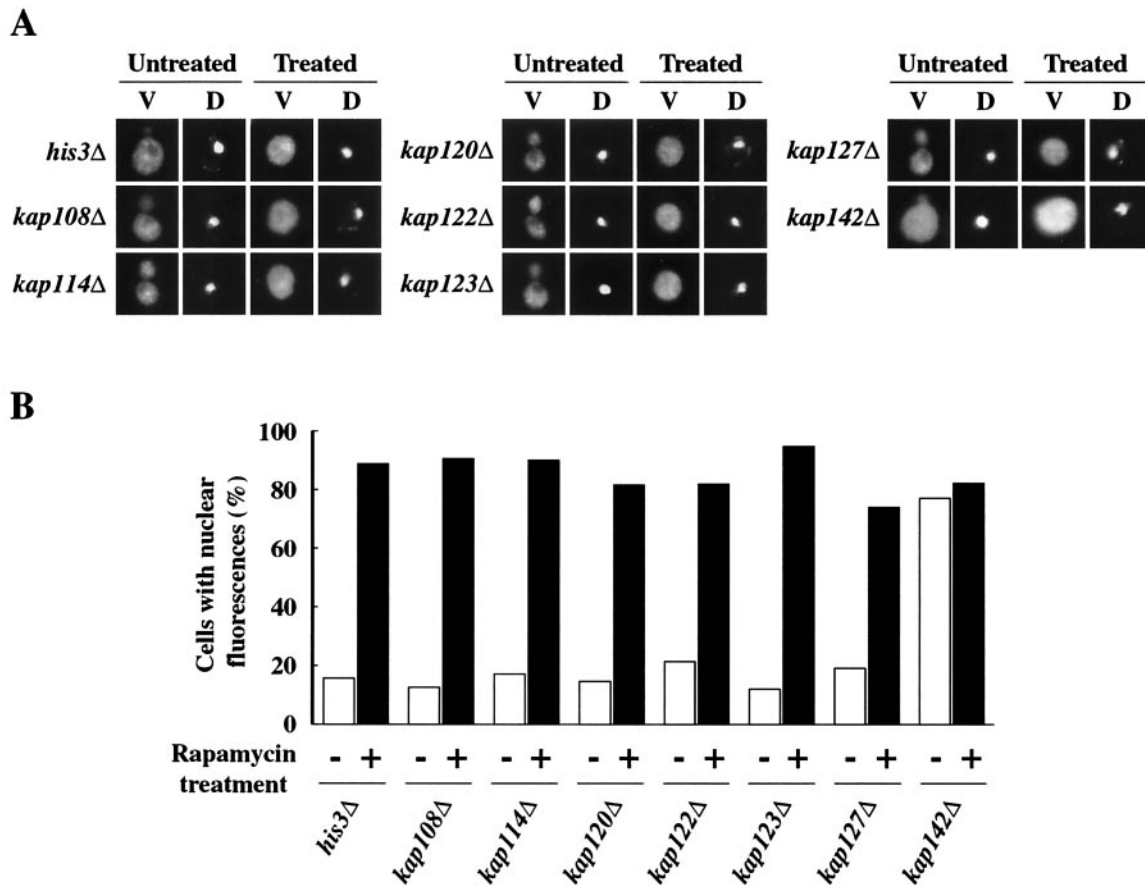 A
Untreated Treated Untreated Treated Untreated Treated
V D V D V D V D V D V D
his3Δ kap120Δ kap127Δ
kap108Δ kap122Δ kap142Δ
kap114Δ kap123Δ
B
100
80
60
40
20
0
Cells with nuclear
fluorescences (%)
Rapamycin
treatment
- + - + - + - + - + - + - + - +
his3Δ kap108Δ kap114Δ kap120Δ kap122Δ kap123Δ kap127Δ kap142Δ